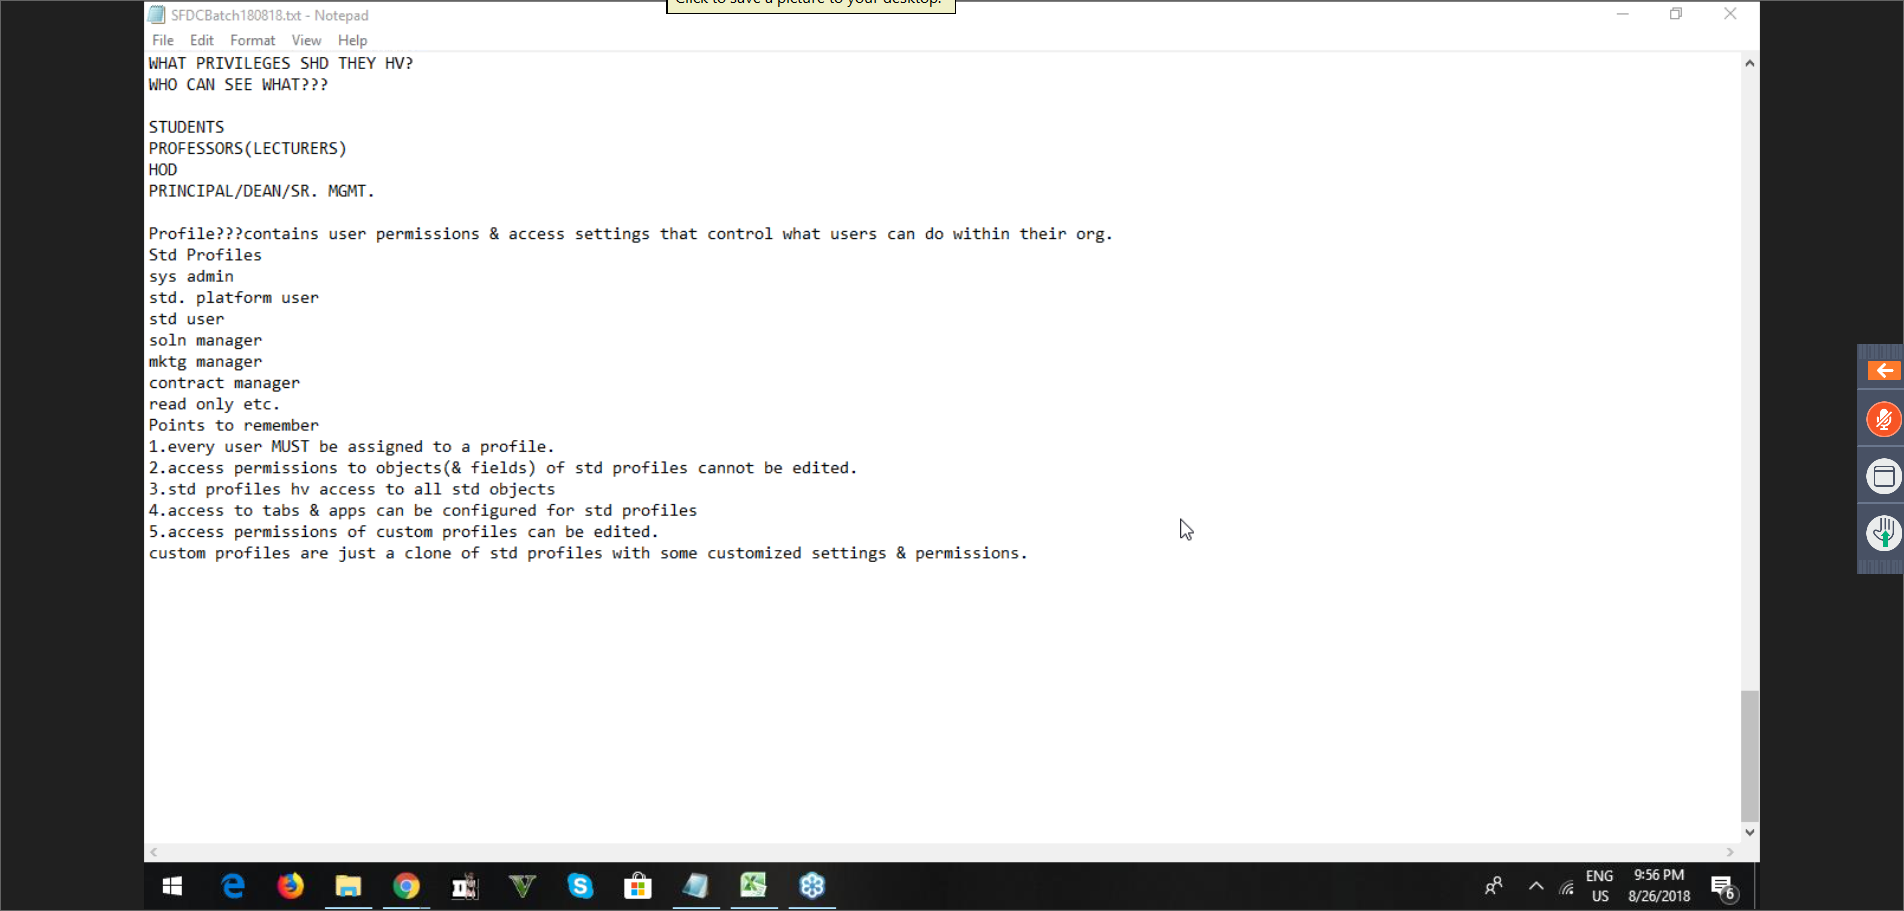 Click to save a picture to your desktop.
SFDCBatch180818.txt - Notepad
File Edit Format View Help
WHAT PRIVILEGES SHD THEY HV?
WHO CAN SEE WHAT???
STUDENTS
PROFESSORS(LECTURERS)
HOD
PRINCIPAL/DEAN/SR. MGMT.
Profile???contains user permissions & access settings that control what users can do within their org.
Std Profiles
sys admin
std. platform user
std user
soln manager
mktg manager
contract manager
read only etc.
Points to remember
1.every user MUST be assigned to a profile.
2.access permissions to objects(& fields) of std profiles cannot be edited.
3.std profiles hv access to all std objects
4.access to tabs & apps can be configured for std profiles
5.access permissions of custom profiles can be edited.
custom profiles are just a clone of std profiles with some customized settings & permissions.
ENG
US
9:56 PM
8/26/2018
6